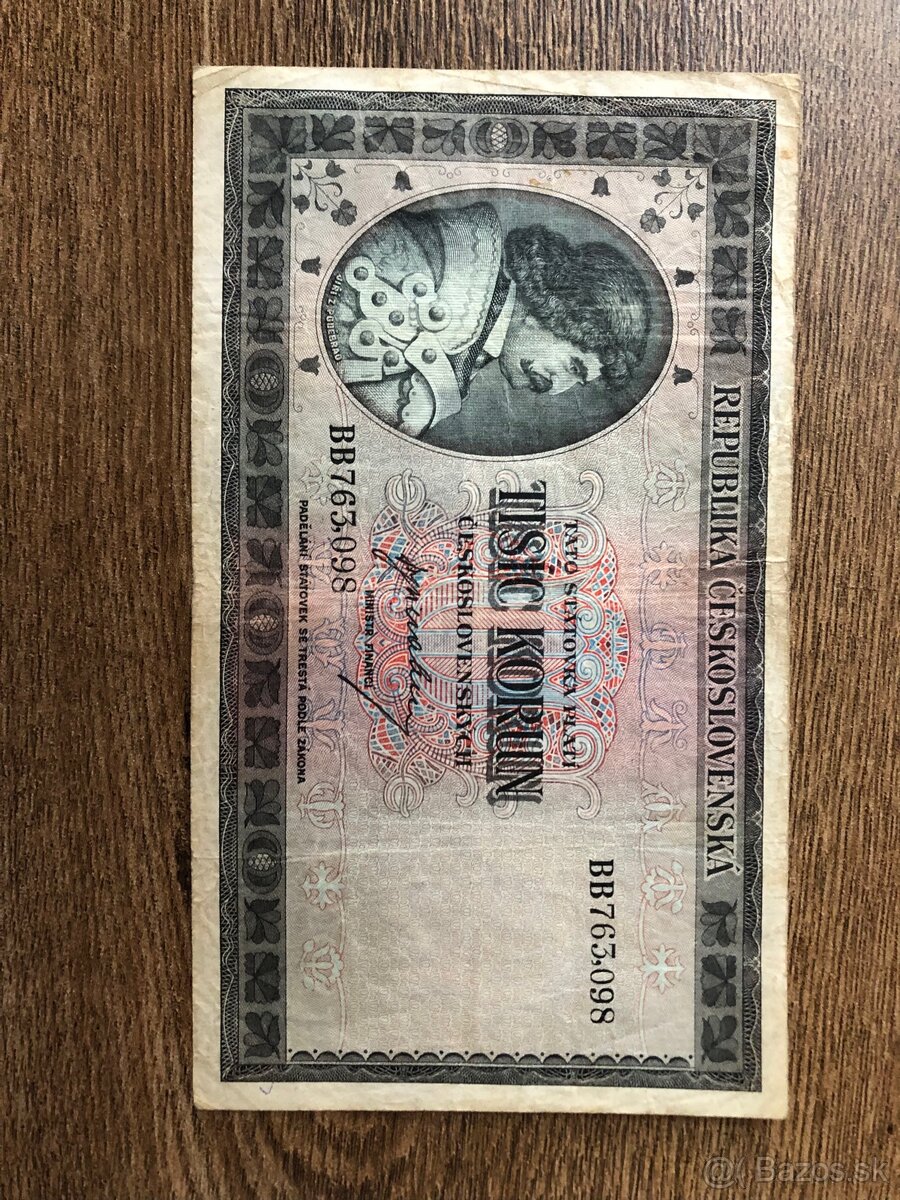 REPUBLIKA ČESKOSLOVENSKÁ
BB763,098
TATO STÁTOVKA PLATÍ
TISÍC KORUN
ČESKOSLOVENSKÝCH
MINISTR FINANCÍ
JIŘÍ Z PODĚBRAD
BB763,098
PADĚLÁNÍ STÁTOVEK SE TRESTÁ PODLE ZÁKONA
Bazos.sk